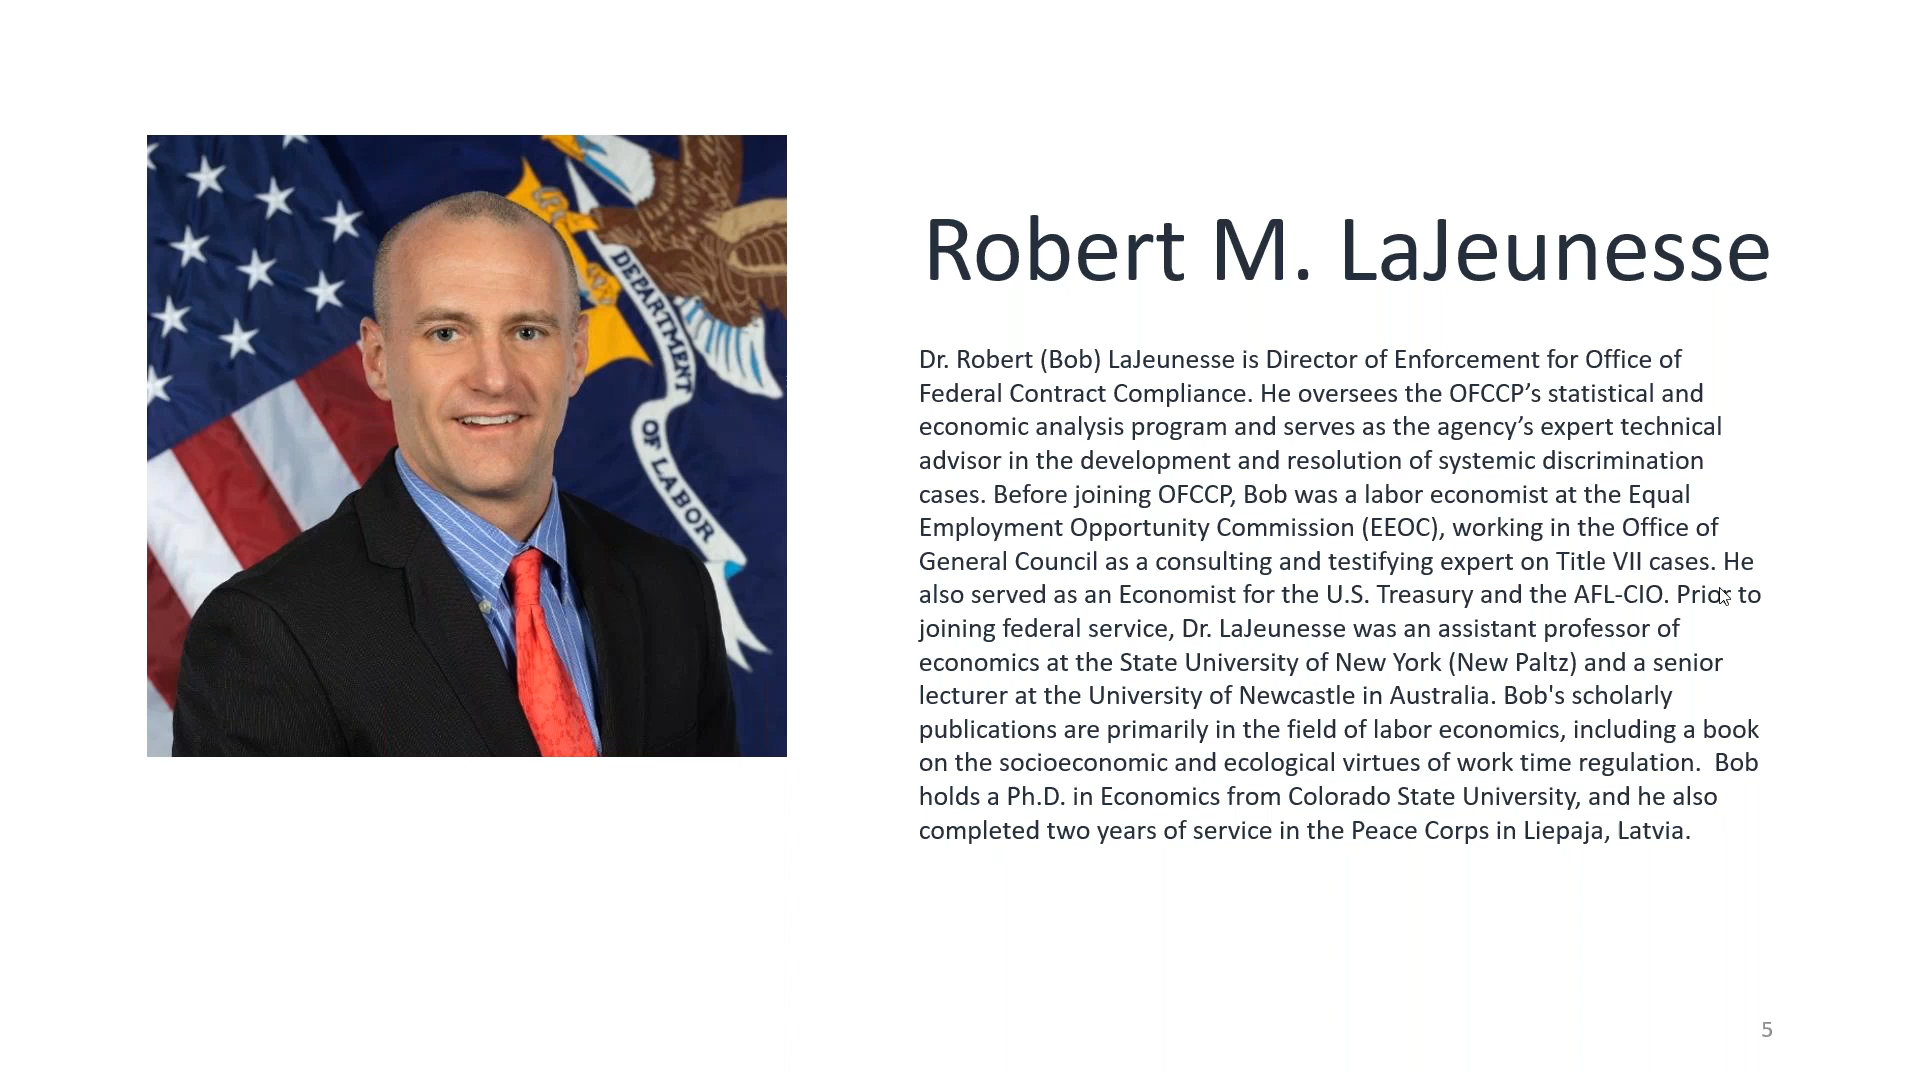 DEPARTMENT
OF LABOR
Robert M. LaJeunesse
Dr. Robert (Bob) LaJeunesse is Director of Enforcement for Office of
Federal Contract Compliance. He oversees the OFCCP’s statistical and
economic analysis program and serves as the agency’s expert technical
advisor in the development and resolution of systemic discrimination
cases. Before joining OFCCP, Bob was a labor economist at the Equal
Employment Opportunity Commission (EEOC), working in the Office of
General Council as a consulting and testifying expert on Title VII cases. He
also served as an Economist for the U.S. Treasury and the AFL-CIO. Prior to
joining federal service, Dr. LaJeunesse was an assistant professor of
economics at the State University of New York (New Paltz) and a senior
lecturer at the University of Newcastle in Australia. Bob's scholarly
publications are primarily in the field of labor economics, including a book
on the socioeconomic and ecological virtues of work time regulation.  Bob
holds a Ph.D. in Economics from Colorado State University, and he also
completed two years of service in the Peace Corps in Liepaja, Latvia.
5